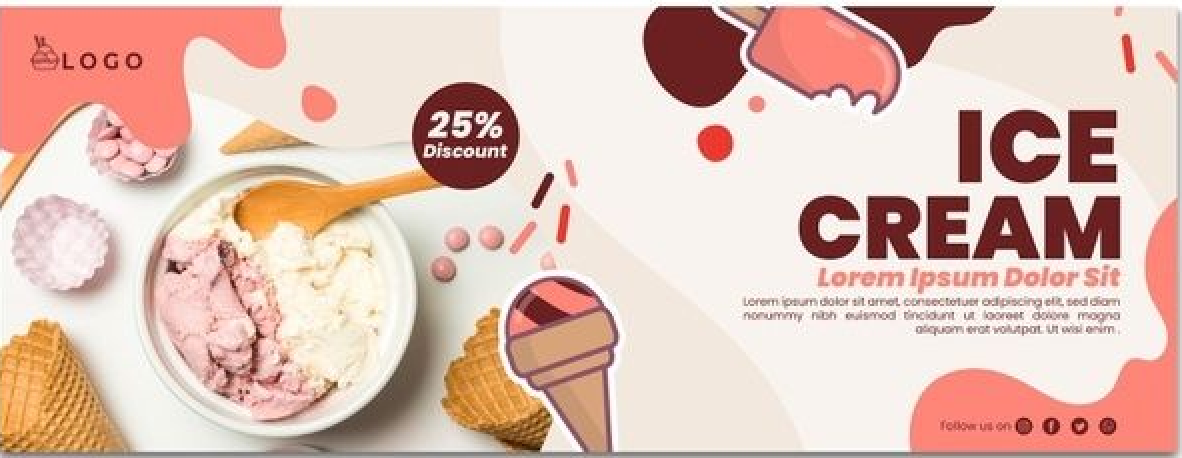 LOGO
25%
Discount
ICE
CREAM
Lorem Ipsum Dolor Sit
Lorem ipsum dolor sit amet, consectetuer adipiscing elit, sed diam
nonummy nibh euismod tincidunt ut laoreet dolore magna
aliquam erat volutpat. Ut wisi enim .
Follow us on